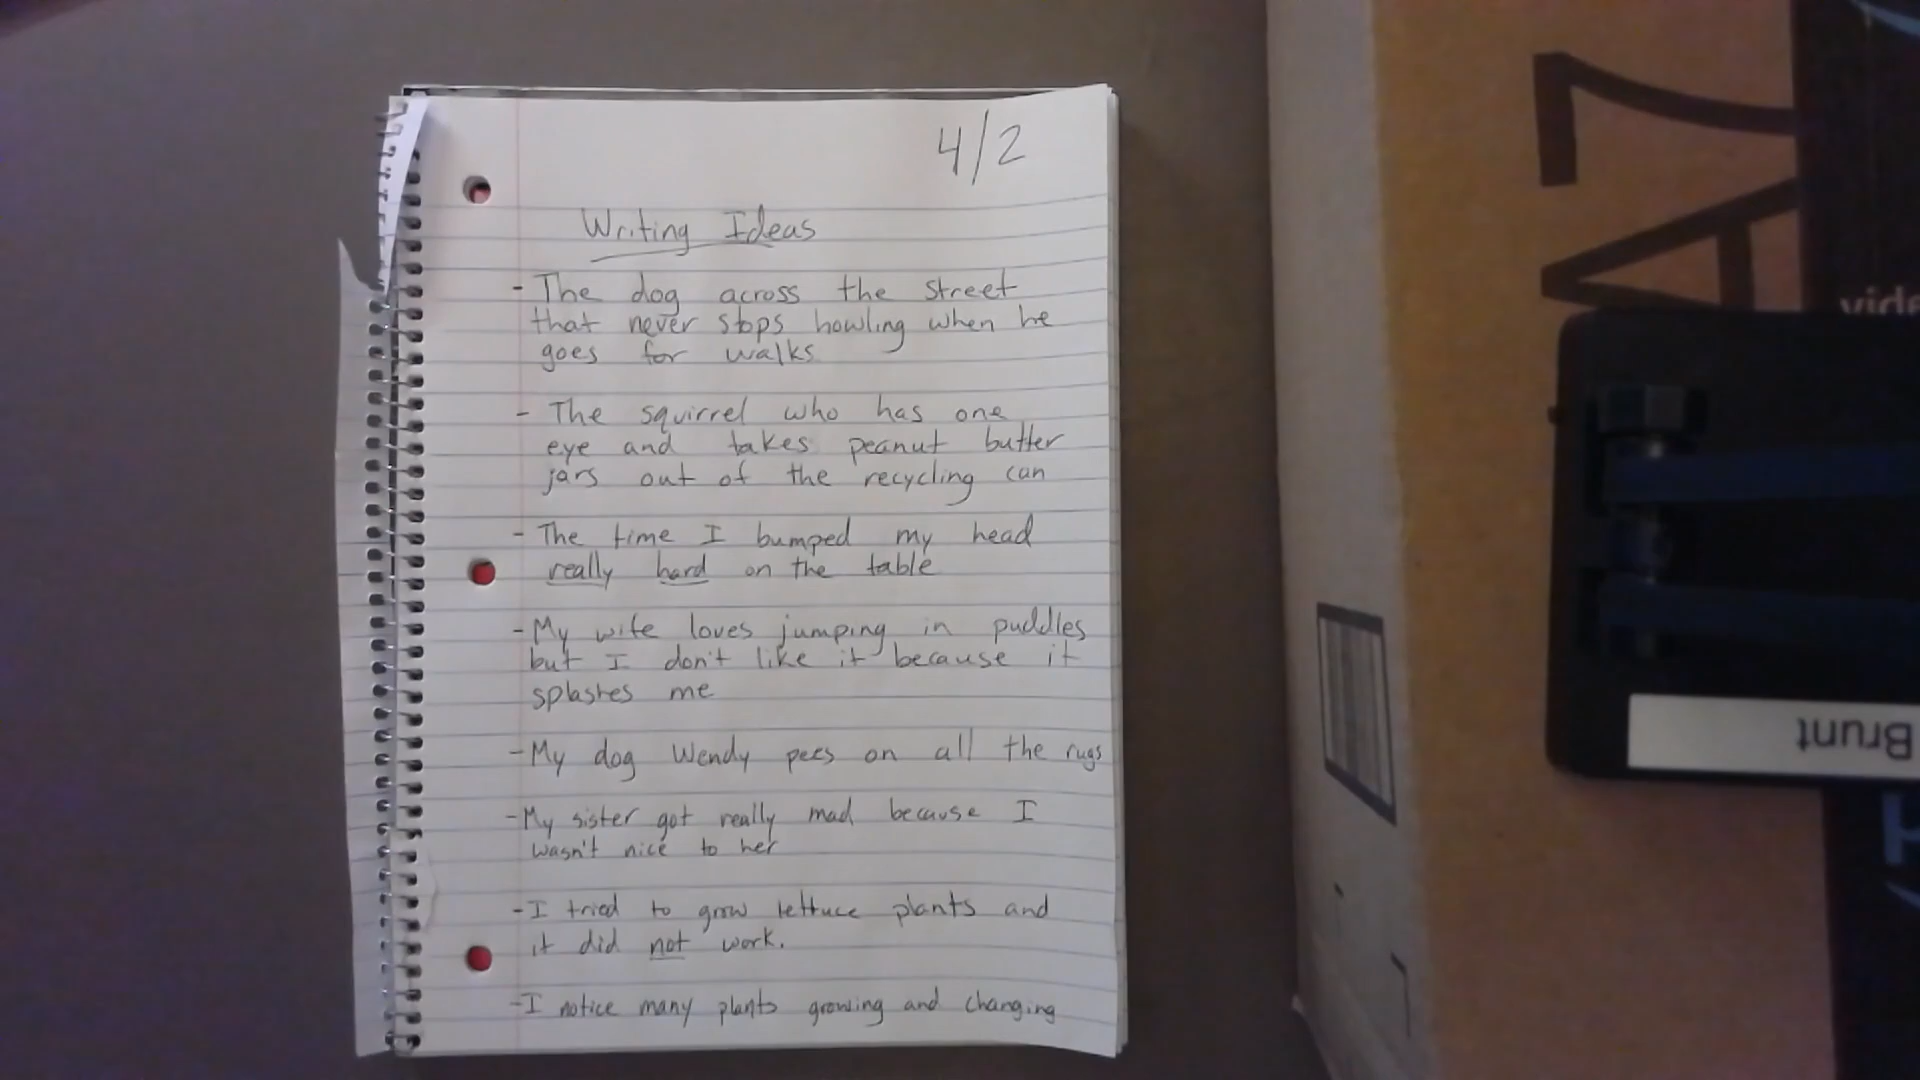 4/2
Writing Ideas
- The dog across the street
that never stops howling when he
goes for walks
- The squirrel who has one
eye and takes peanut butter
jars out of the recycling can
- The time I bumped my head
really hard on the table
- My wife loves jumping in puddles
but I don't like it because it
splashes me
- My dog Wendy pees on all the rugs
- My sister got really mad because I
wasn't nice to her
- I tried to grow lettuce plants and
it did not work.
- I notice many plants growing and changing
vide
Brunt